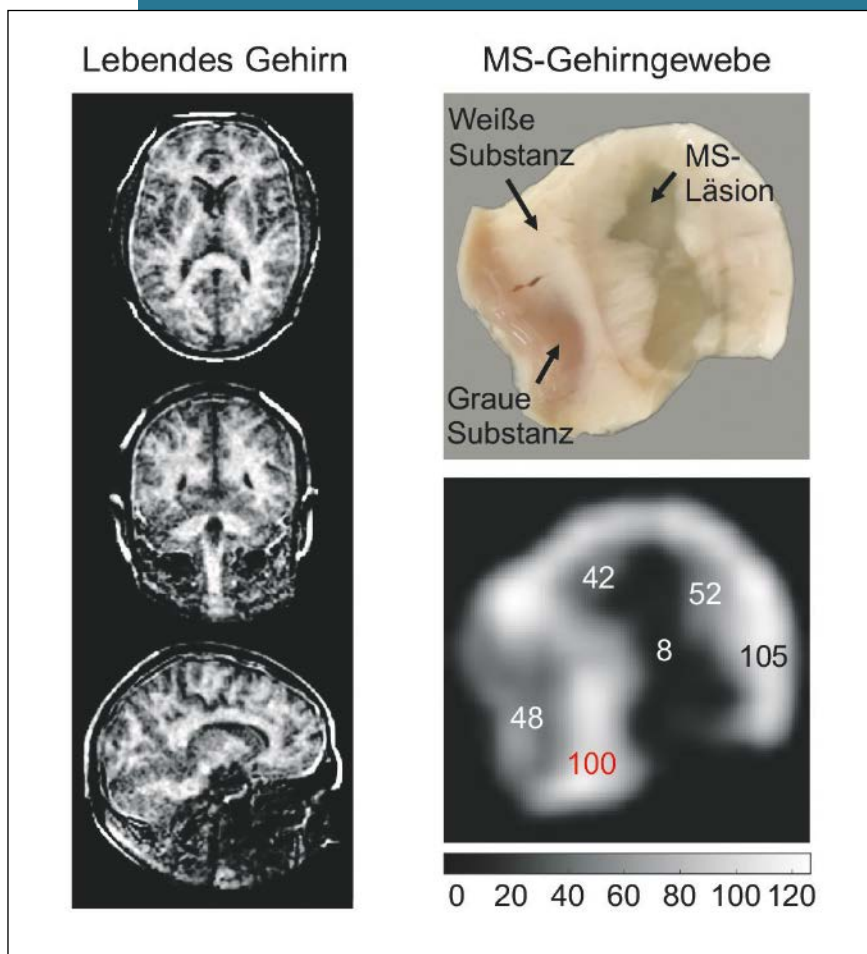 Lebendes Gehirn
MS-Gehirngewebe
Weiße
Substanz
MS-
Läsion
Graue
Substanz
42
52
8
105
48
100
0 20 40 60 80 100 120